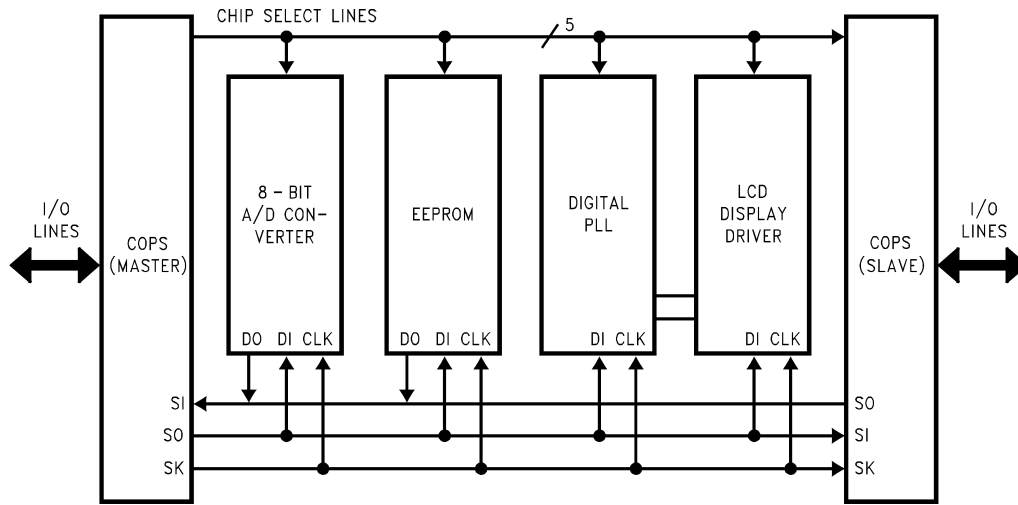 CHIP SELECT LINES
5
I/O
LINES
COPS
(MASTER)
8 – BIT
A/D CON-
VERTER
EEPROM
DIGITAL
PLL
LCD
DISPLAY
DRIVER
COPS
(SLAVE)
I/O
LINES
DO DI CLK
DO DI CLK
DI CLK
DI CLK
SI
SO
SO
SI
SK
SK